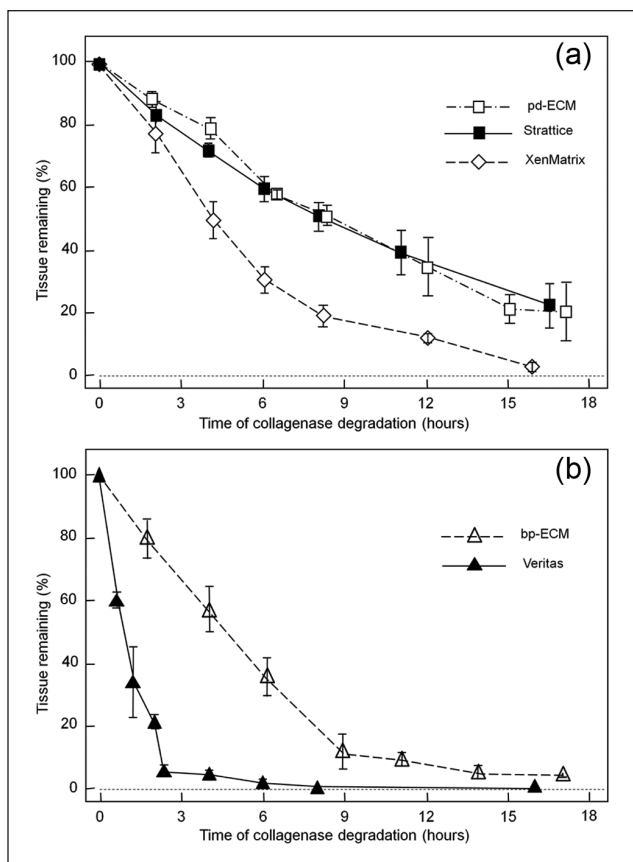 (a)
pd-ECM
Strattice
XenMatrix
Tissue remaining (%)
100
80
60
40
20
0
0 3 6 9 12 15 18
Time of collagenase degradation (hours)
(b)
bp-ECM
Veritas
Tissue remaining (%)
100
80
60
40
20
0
0 3 6 9 12 15 18
Time of collagenase degradation (hours)